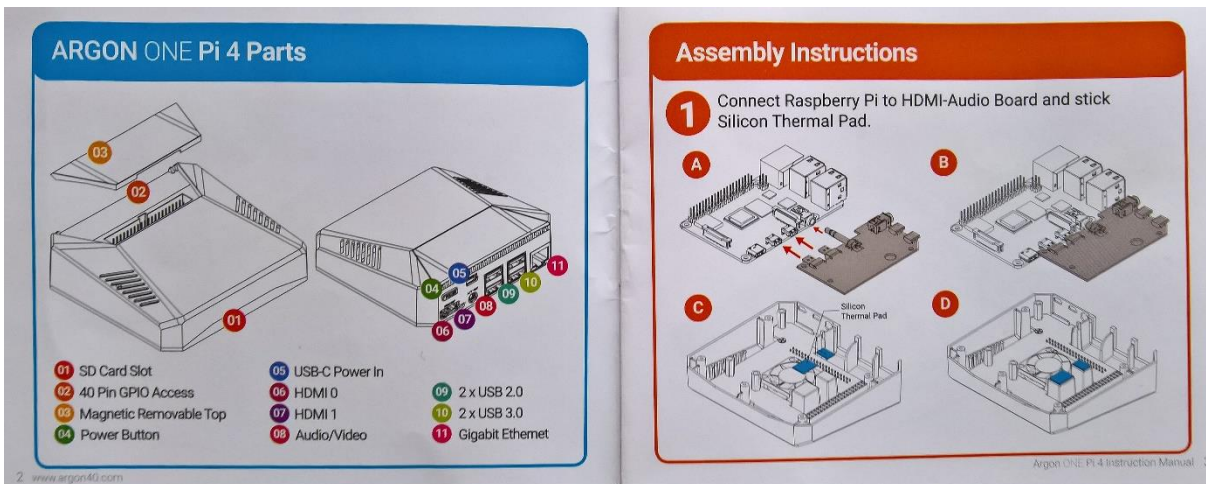 ARGON ONE Pi 4 Parts
03
02
01
04
05
06
07
08
09
10
11
01 SD Card Slot
02 40 Pin GPIO Access
03 Magnetic Removable Top
04 Power Button
05 USB-C Power In
06 HDMI 0
07 HDMI 1
08 Audio/Video
09 2 x USB 2.0
10 2 x USB 3.0
11 Gigabit Ethernet
2 www.argon40.com
Assembly Instructions
1
Connect Raspberry Pi to HDMI-Audio Board and stick
Silicon Thermal Pad.
A
B
C
Silicon
Thermal Pad
D
Argon ONE Pi 4 Instruction Manual